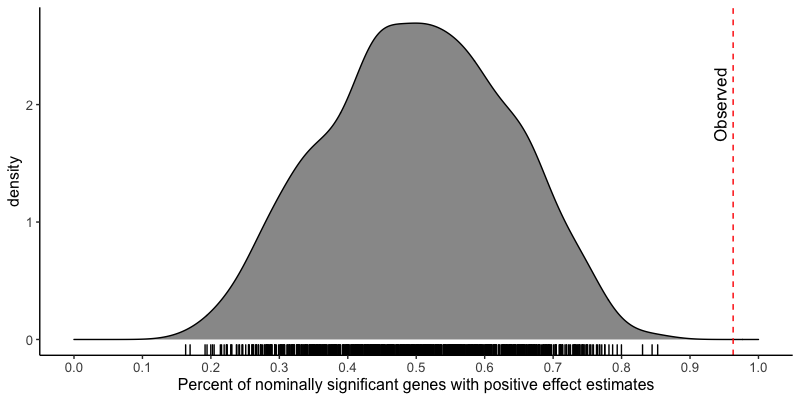 density
2
1
0
Observed
0.0 0.1 0.2 0.3 0.4 0.5 0.6 0.7 0.8 0.9 1.0
Percent of nominally significant genes with positive effect estimates